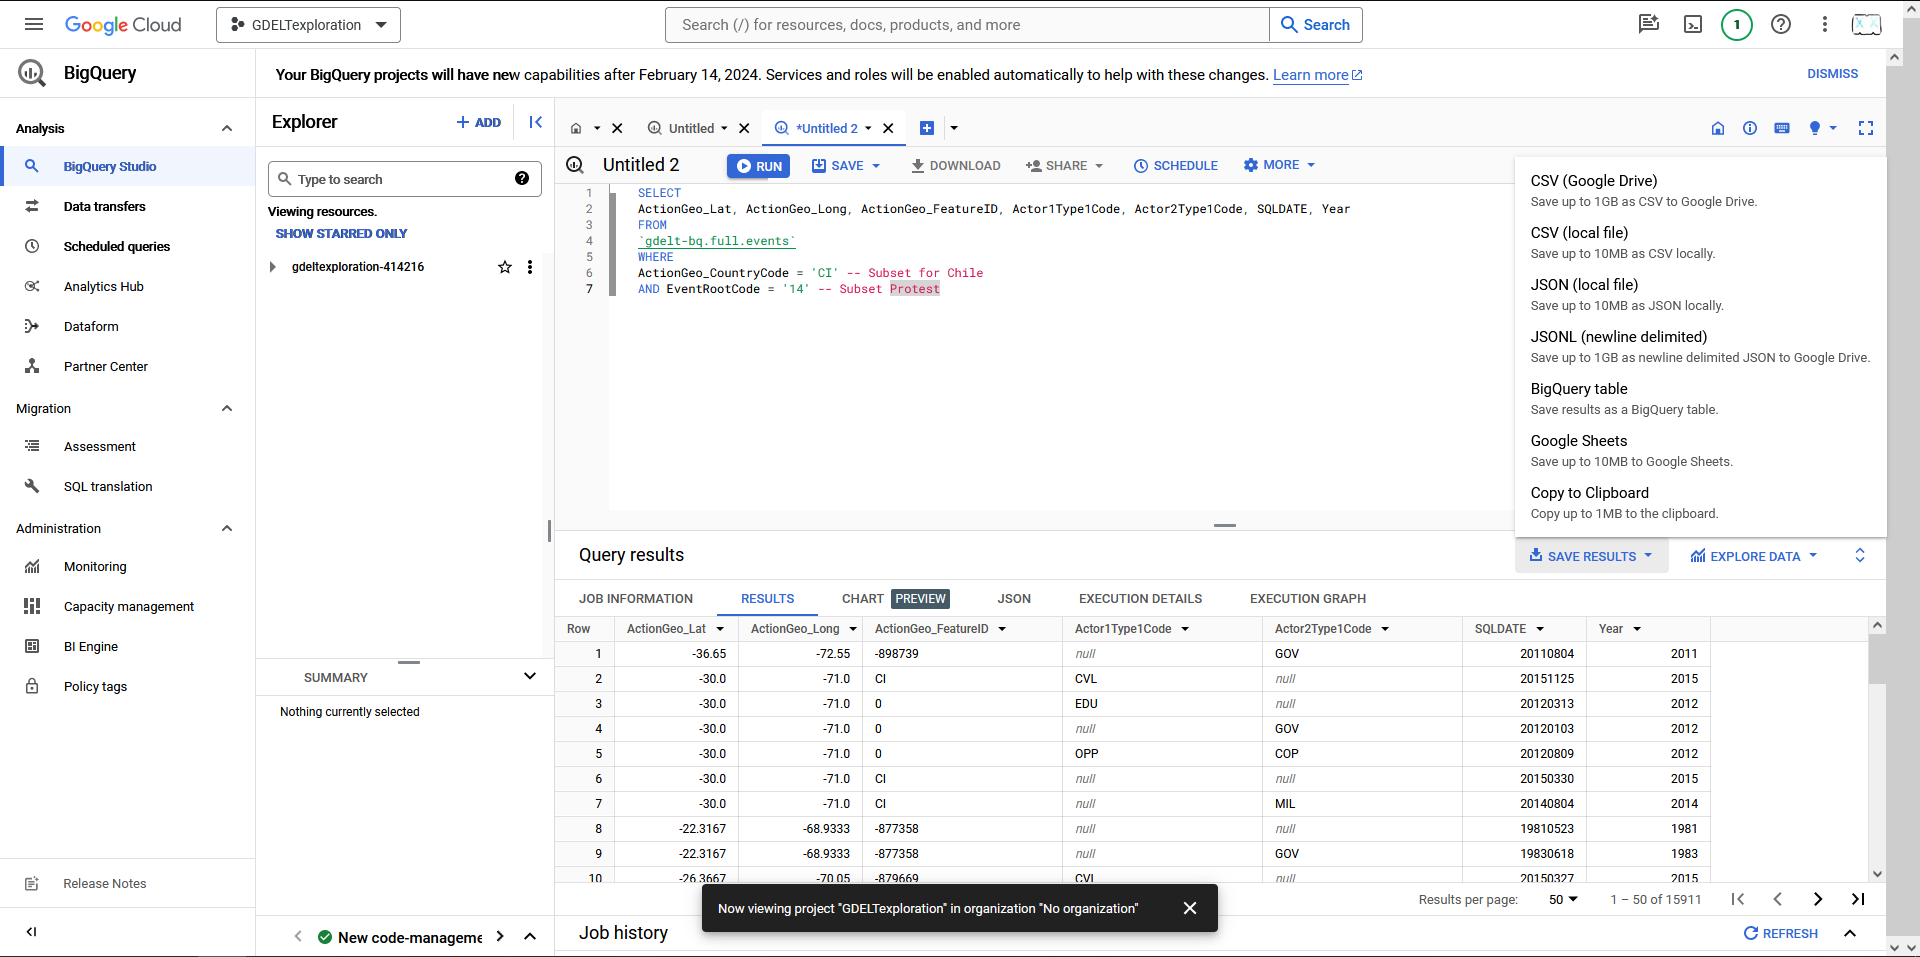 Google Cloud
GDELTexploration
Search (/) for resources, docs, products, and more
Search
1
BigQuery
Your BigQuery projects will have new capabilities after February 14, 2024. Services and roles will be enabled automatically to help with these changes. Learn more
DISMISS
Analysis
BigQuery Studio
Data transfers
Scheduled queries
Analytics Hub
Dataform
Partner Center
Migration
Assessment
SQL translation
Administration
Monitoring
Capacity management
BI Engine
Policy tags
Release Notes
Explorer
ADD
Type to search
Viewing resources.
SHOW STARRED ONLY
gdeltexploration-414216
SUMMARY
Nothing currently selected
New code-manageme
Untitled
*Untitled 2
Untitled 2
RUN
SAVE
DOWNLOAD
SHARE
SCHEDULE
MORE
1 SELECT
2 ActionGeo_Lat, ActionGeo_Long, ActionGeo_FeatureID, Actor1Type1Code, Actor2Type1Code, SQLDATE, Year
3 FROM
4 `gdelt-bq.full.events`
5 WHERE
6 ActionGeo_CountryCode = 'CI' -- Subset for Chile
7 AND EventRootCode = '14' -- Subset Protest
CSV (Google Drive)
Save up to 1GB as CSV to Google Drive.
CSV (local file)
Save up to 10MB as CSV locally.
JSON (local file)
Save up to 10MB as JSON locally.
JSONL (newline delimited)
Save up to 1GB as newline delimited JSON to Google Drive.
BigQuery table
Save results as a BigQuery table.
Google Sheets
Save up to 10MB to Google Sheets.
Copy to Clipboard
Copy up to 1MB to the clipboard.
Query results
SAVE RESULTS
EXPLORE DATA
JOB INFORMATION RESULTS CHART PREVIEW JSON EXECUTION DETAILS EXECUTION GRAPH
Row ActionGeo_Lat ActionGeo_Long ActionGeo_FeatureID Actor1Type1Code Actor2Type1Code SQLDATE Year
1 -36.65 -72.55 -898739 null GOV 20110804 2011
2 -30.0 -71.0 CI CVL null 20151125 2015
3 -30.0 -71.0 0 EDU null 20120313 2012
4 -30.0 -71.0 0 null GOV 20120103 2012
5 -30.0 -71.0 0 OPP COP 20120809 2012
6 -30.0 -71.0 CI null null 20150330 2015
7 -30.0 -71.0 CI null MIL 20140804 2014
8 -22.3167 -68.9333 -877358 null null 19810523 1981
9 -22.3167 -68.9333 -877358 null GOV 19830618 1983
10 -26.3667 -70.05 -879669 CVL null 20150327 2015
Now viewing project "GDELTexploration" in organization "No organization"
Results per page: 50 1 – 50 of 15911
Job history
REFRESH